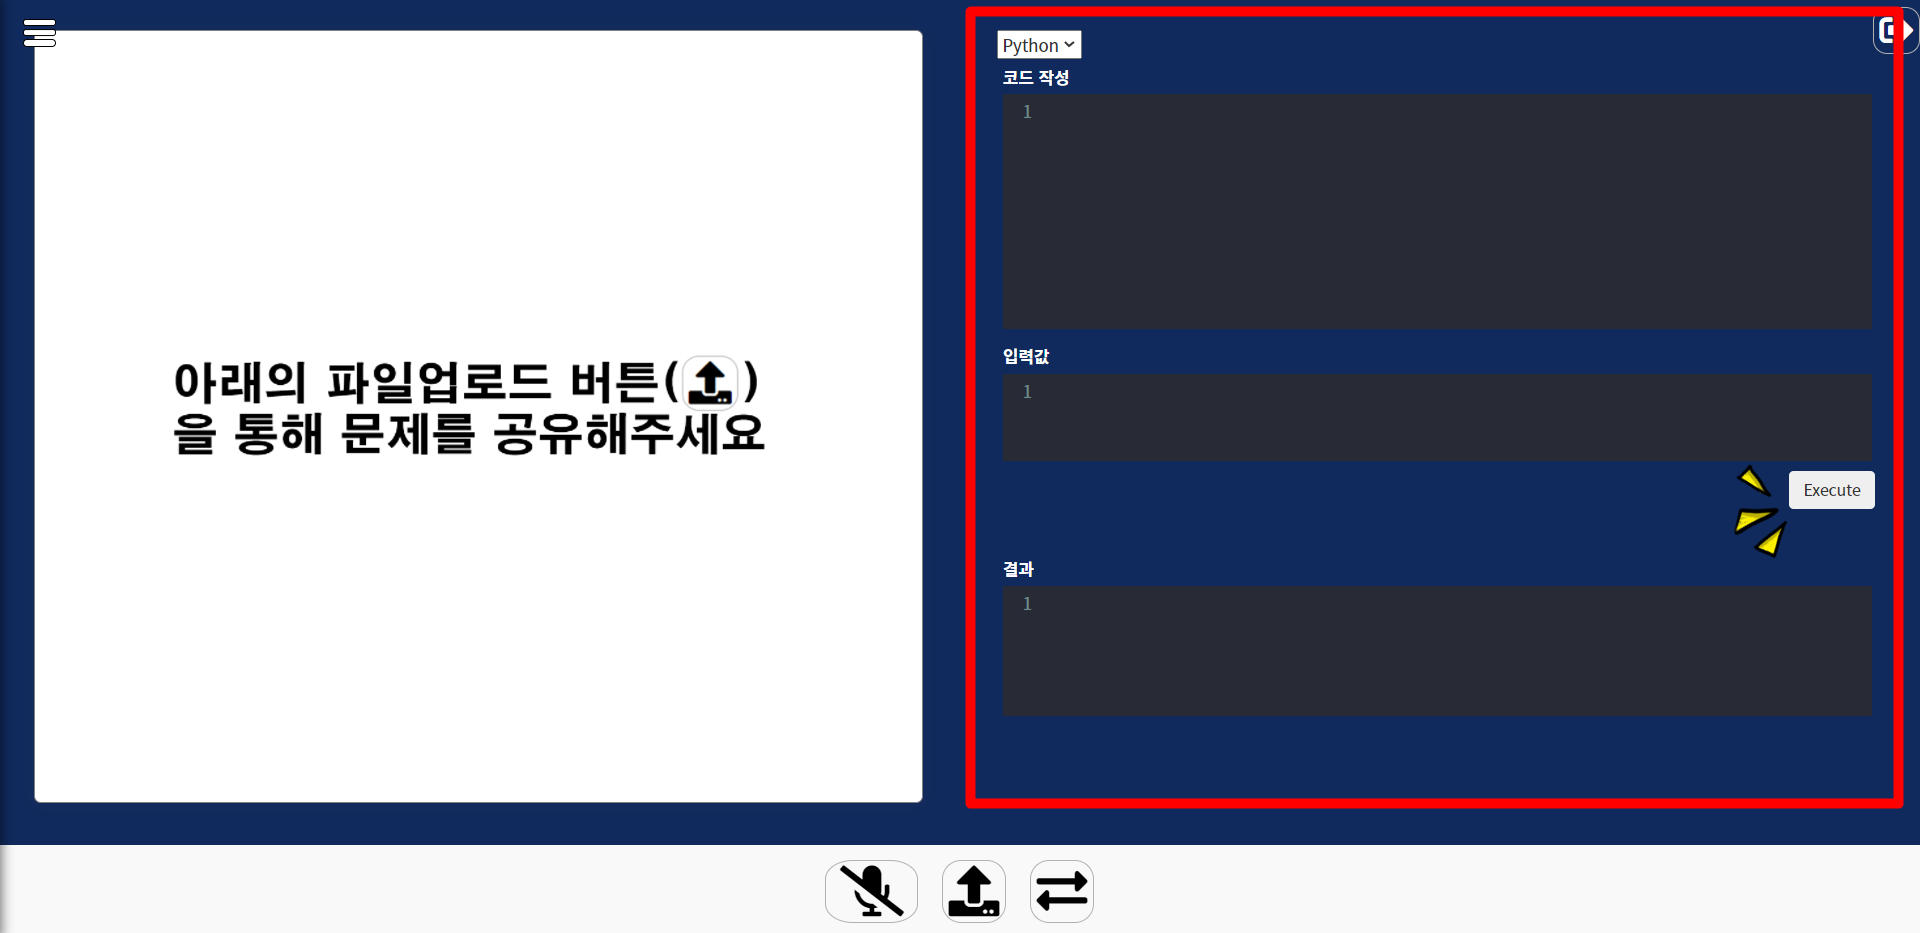 아래의 파일업로드 버튼( )
을 통해 문제를 공유해주세요
Python
코드 작성
1
입력값
1
Execute
결과
1